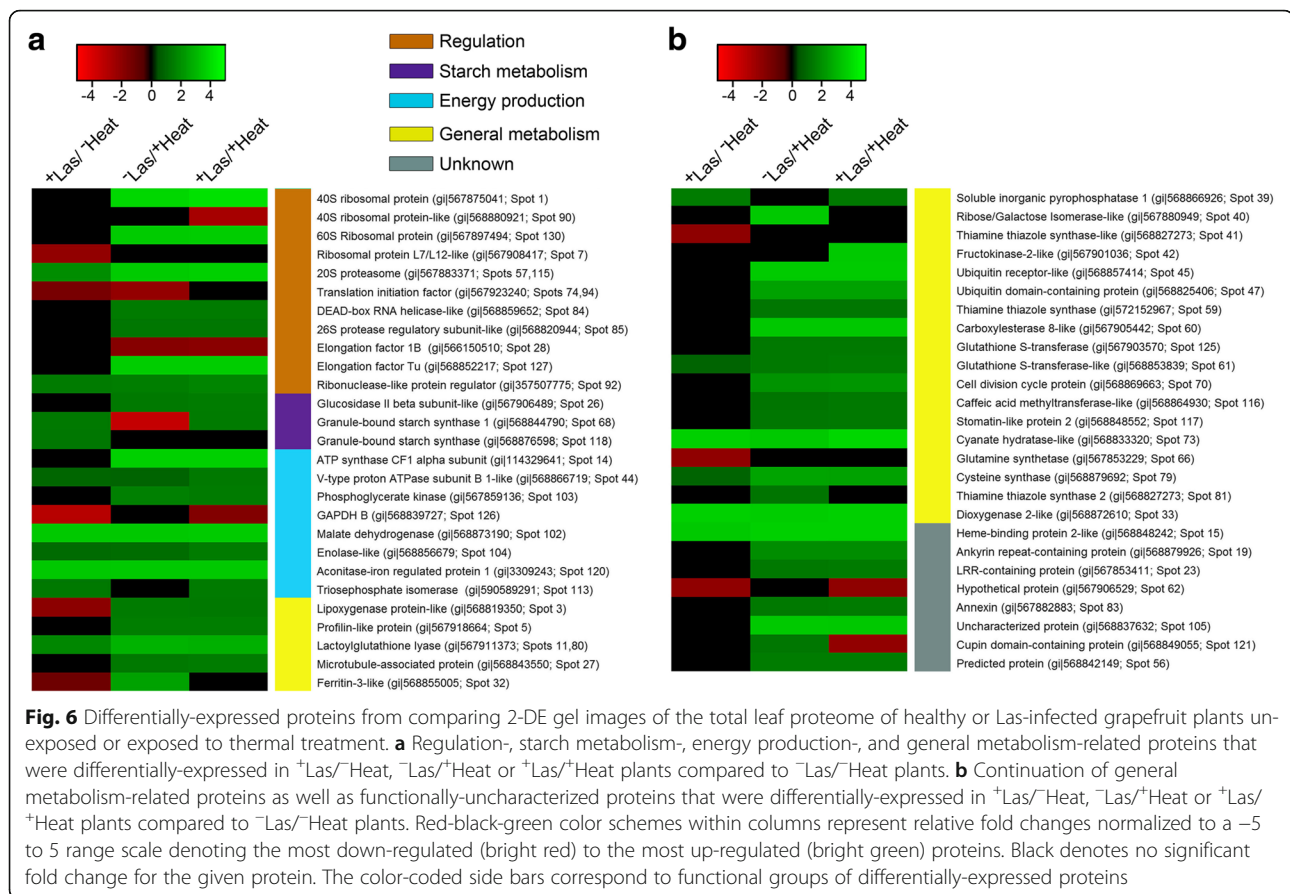 a
-4 -2 0 2 4
Regulation
Starch metabolism
Energy production
General metabolism
Unknown
+Las/-Heat
-Las/+Heat
+Las/+Heat
40S ribosomal protein (gi|567875041; Spot 1)
40S ribosomal protein-like (gi|568880921; Spot 90)
60S Ribosomal protein (gi|567897494; Spot 130)
Ribosomal protein L7/L12-like (gi|567908417; Spot 7)
20S proteasome (gi|567883371; Spots 57,115)
Translation initiation factor (gi|567923240; Spots 74,94)
DEAD-box RNA helicase-like (gi|568859652; Spot 84)
26S protease regulatory subunit-like (gi|568820944; Spot 85)
Elongation factor 1B (gi|566150510; Spot 28)
Elongation factor Tu (gi|568852217; Spot 127)
Ribonuclease-like protein regulator (gi|357507775; Spot 92)
Glucosidase II beta subunit-like (gi|567906489; Spot 26)
Granule-bound starch synthase 1 (gi|568844790; Spot 68)
Granule-bound starch synthase (gi|568876598; Spot 118)
ATP synthase CF1 alpha subunit (gi|114329641; Spot 14)
V-type proton ATPase subunit B 1-like (gi|568866719; Spot 44)
Phosphoglycerate kinase (gi|567859136; Spot 103)
GAPDH B (gi|568839727; Spot 126)
Malate dehydrogenase (gi|568873190; Spot 102)
Enolase-like (gi|568856679; Spot 104)
Aconitase-iron regulated protein 1 (gi|3309243; Spot 120)
Triosephosphate isomerase (gi|590589291; Spot 113)
Lipoxygenase protein-like (gi|568819350; Spot 3)
Profilin-like protein (gi|567918664; Spot 5)
Lactoylglutathione lyase (gi|567911373; Spots 11,80)
Microtubule-associated protein (gi|568843550; Spot 27)
Ferritin-3-like (gi|568855005; Spot 32)
b
-4 -2 0 2 4
+Las/-Heat
-Las/+Heat
+Las/+Heat
Soluble inorganic pyrophosphatase 1 (gi|568866926; Spot 39)
Ribose/Galactose Isomerase-like (gi|567880949; Spot 40)
Thiamine thiazole synthase-like (gi|568827273; Spot 41)
Fructokinase-2-like (gi|567901036; Spot 42)
Ubiquitin receptor-like (gi|568857414; Spot 45)
Ubiquitin domain-containing protein (gi|568825406; Spot 47)
Thiamine thiazole synthase (gi|572152967; Spot 59)
Carboxylesterase 8-like (gi|567905442; Spot 60)
Glutathione S-transferase (gi|567903570; Spot 125)
Glutathione S-transferase-like (gi|568853839; Spot 61)
Cell division cycle protein (gi|568869663; Spot 70)
Caffeic acid methyltransferase-like (gi|568864930; Spot 116)
Stomatin-like protein 2 (gi|568848552; Spot 117)
Cyanate hydratase-like (gi|568833320; Spot 73)
Glutamine synthetase (gi|567853229; Spot 66)
Cysteine synthase (gi|568879692; Spot 79)
Thiamine thiazole synthase 2 (gi|568827273; Spot 81)
Dioxygenase 2-like (gi|568872610; Spot 33)
Heme-binding protein 2-like (gi|568848242; Spot 15)
Ankyrin repeat-containing protein (gi|568879926; Spot 19)
LRR-containing protein (gi|567853411; Spot 23)
Hypothetical protein (gi|567906529; Spot 62)
Annexin (gi|567882883; Spot 83)
Uncharacterized protein (gi|568837632; Spot 105)
Cupin domain-containing protein (gi|568849055; Spot 121)
Predicted protein (gi|568842149; Spot 56)
Fig. 6 Differentially-expressed proteins from comparing 2-DE gel images of the total leaf proteome of healthy or Las-infected grapefruit plants un-
exposed or exposed to thermal treatment. a Regulation-, starch metabolism-, energy production-, and general metabolism-related proteins that
were differentially-expressed in +Las/−Heat, −Las/+Heat or +Las/+Heat plants compared to −Las/−Heat plants. b Continuation of general
metabolism-related proteins as well as functionally-uncharacterized proteins that were differentially-expressed in +Las/−Heat, −Las/+Heat or +Las/
+Heat plants compared to −Las/−Heat plants. Red-black-green color schemes within columns represent relative fold changes normalized to a −5
to 5 range scale denoting the most down-regulated (bright red) to the most up-regulated (bright green) proteins. Black denotes no significant
fold change for the given protein. The color-coded side bars correspond to functional groups of differentially-expressed proteins